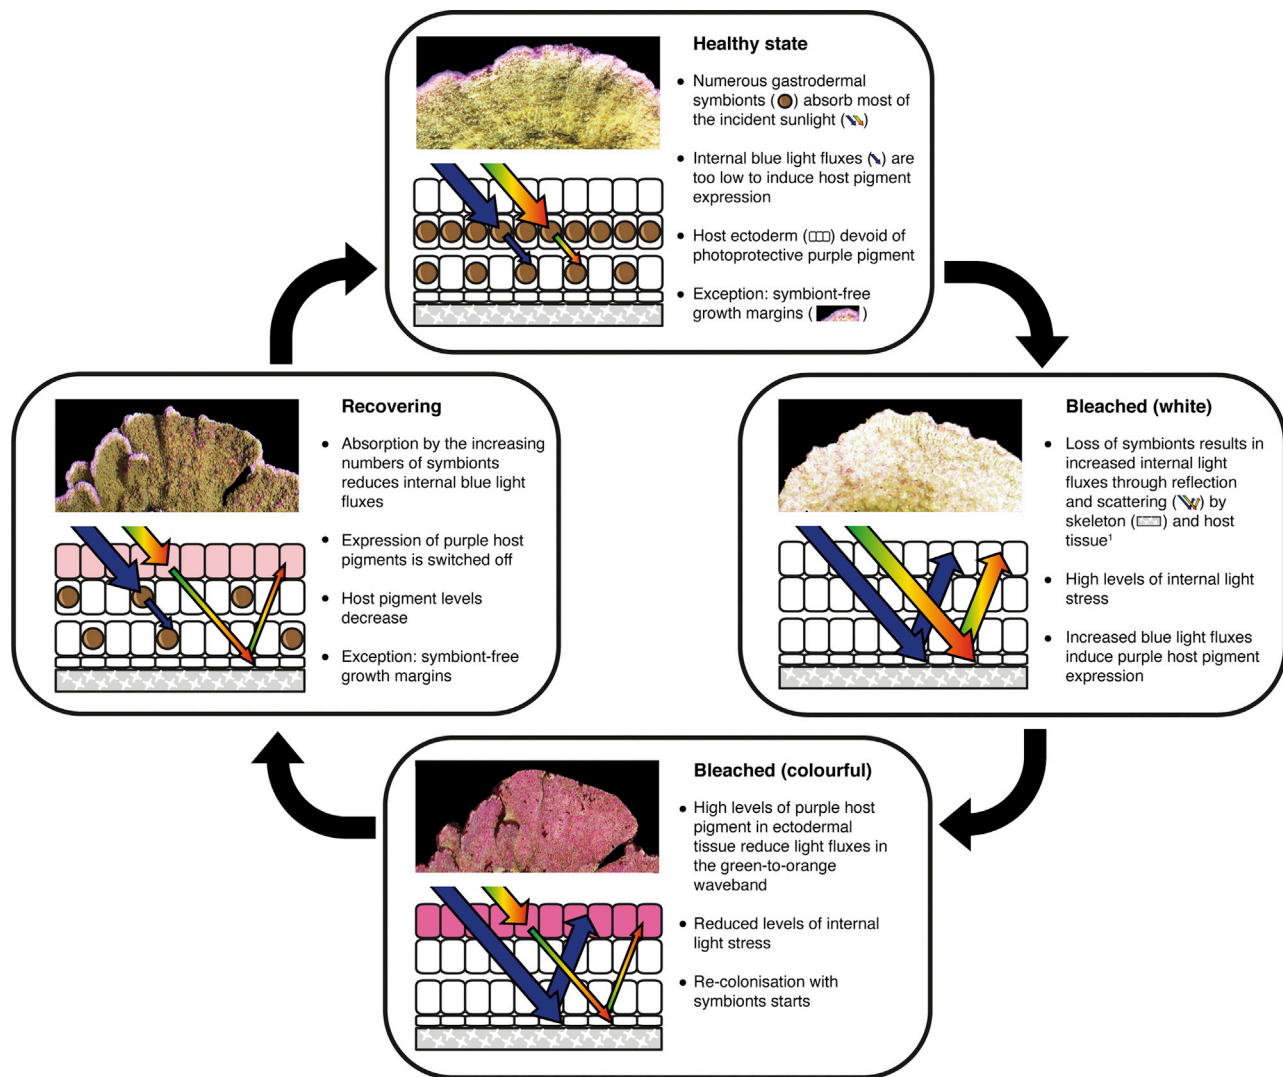 Healthy state
• Numerous gastrodermal
symbionts ( ) absorb most of
the incident sunlight ( )
• Internal blue light fluxes ( ) are
too low to induce host pigment
expression
• Host ectoderm ( ) devoid of
photoprotective purple pigment
• Exception: symbiont-free
growth margins ( )
Bleached (white)
• Loss of symbionts results in
increased internal light
fluxes through reflection
and scattering ( ) by
skeleton ( ) and host
tissue¹
• High levels of internal light
stress
• Increased blue light fluxes
induce purple host pigment
expression
Bleached (colourful)
• High levels of purple host
pigment in ectodermal
tissue reduce light fluxes in
the green-to-orange
waveband
• Reduced levels of internal
light stress
• Re-colonisation with
symbionts starts
Recovering
• Absorption by the increasing
numbers of symbionts
reduces internal blue light
fluxes
• Expression of purple host
pigments is switched off
• Host pigment levels
decrease
• Exception: symbiont-free
growth margins